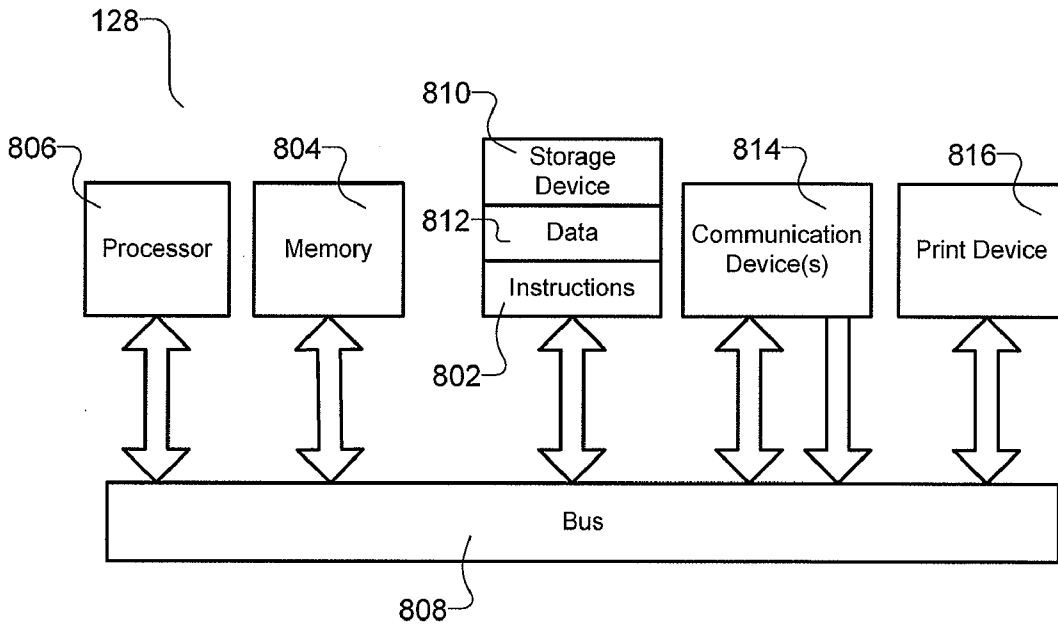 128
806
804
810
814
816
Storage
Device
812
Data
Processor
Memory
Communication
Device(s)
Print Device
Instructions
802
Bus
808